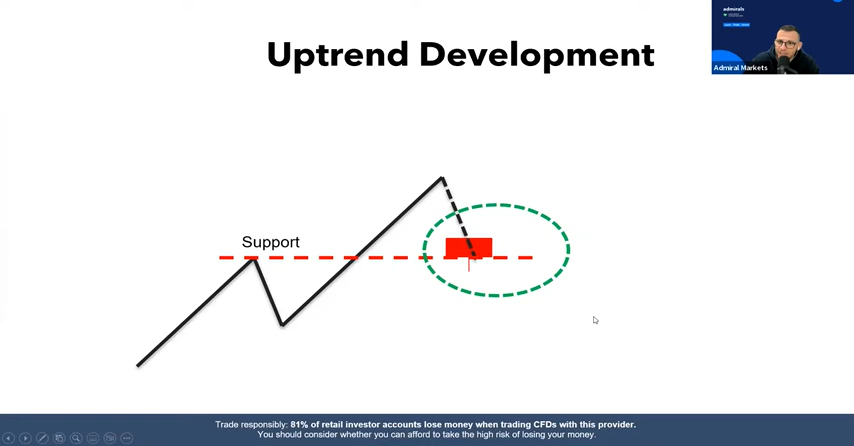 admirals
Uptrend Development
Admiral Markets
Support
Trade responsibly: 81% of retail investor accounts lose money when trading CFDs with this provider.
You should consider whether you can afford to take the high risk of losing your money.